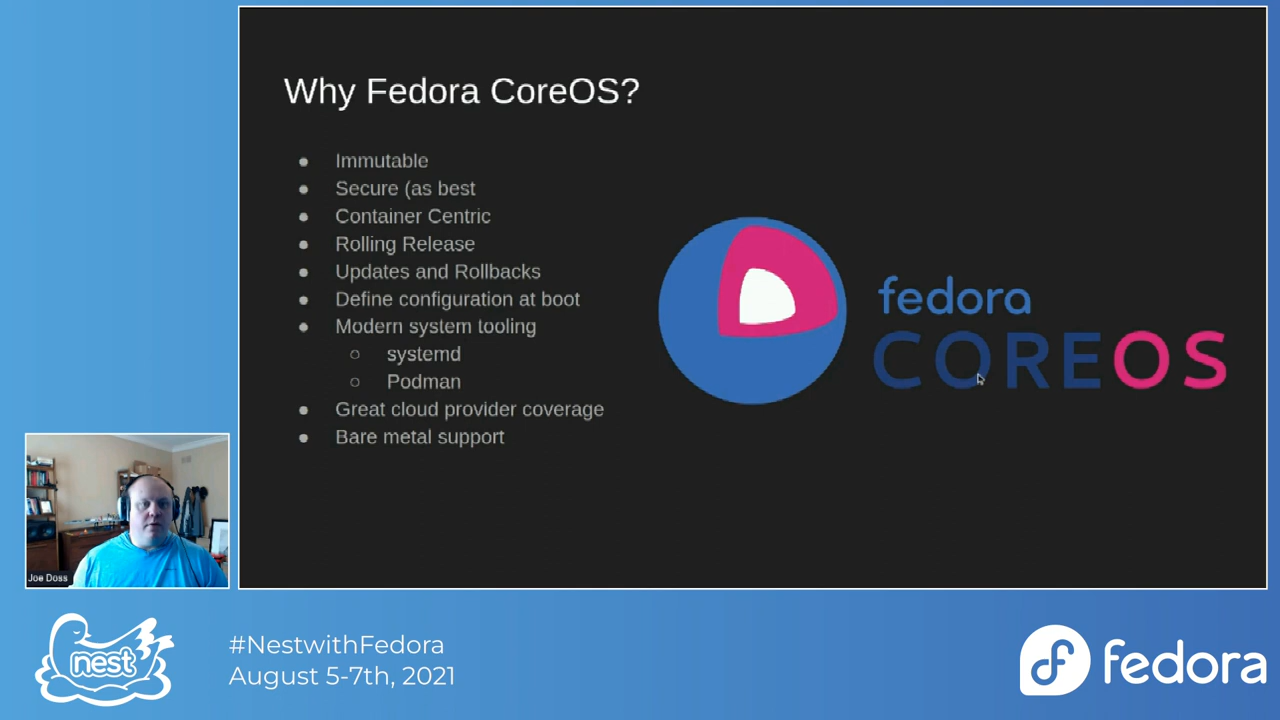 Why Fedora CoreOS?
● Immutable
● Secure (as best
● Container Centric
● Rolling Release
● Updates and Rollbacks
● Define configuration at boot
● Modern system tooling
○ systemd
○ Podman
● Great cloud provider coverage
● Bare metal support
fedora
COREOS
Joe Doss
nest
#NestwithFedora
August 5-7th, 2021
fedora